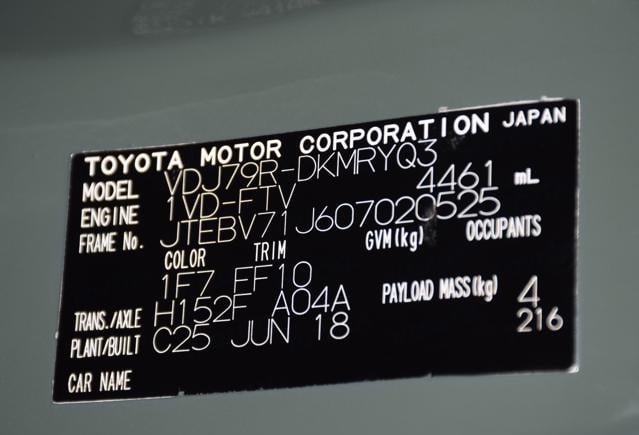 TOYOTA MOTOR CORPORATION JAPAN
MODEL VDJ79R-DKMRYQ3
ENGINE 1VD-FTV 4461 mL
FRAME No. JTEBV71J607020525
COLOR TRIM GVM(kg) OCCUPANTS
1F7 FF10
TRANS./AXLE H152F A04A PAYLOAD MASS(kg) 4
PLANT/BUILT C25 JUN 18 216
CAR NAME